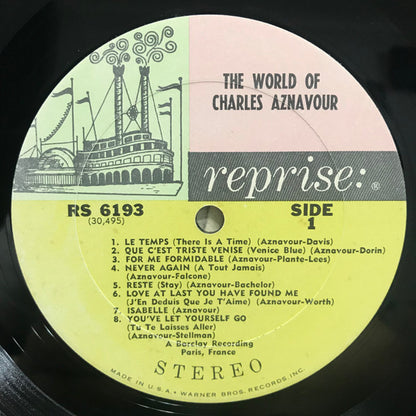 THE WORLD OF
CHARLES AZNAVOUR
reprise: ®
RS 6193
(30,495)
SIDE
1
1. LE TEMPS (There Is A Time) (Aznavour-Davis)
2. QUE C'EST TRISTE VENISE (Venice Blue) (Aznavour-Dorin)
3. FOR ME FORMIDABLE (Aznavour-Plante-Lees)
4. NEVER AGAIN (A Tout Jamais)
(Aznavour-Falcone)
5. RESTE (Stay) (Aznavour-Bachelor)
6. LOVE AT LAST YOU HAVE FOUND ME
(J'En Deduis Que Je T'Aime) (Aznavour-Worth)
7. ISABELLE (Aznavour)
8. YOU'VE LET YOURSELF GO
(Tu Te Laisses Aller)
(Aznavour-Stellman)
A Barclay Recording
Paris, France
STEREO
MADE IN U.S.A. • WARNER BROS. RECORDS INC.